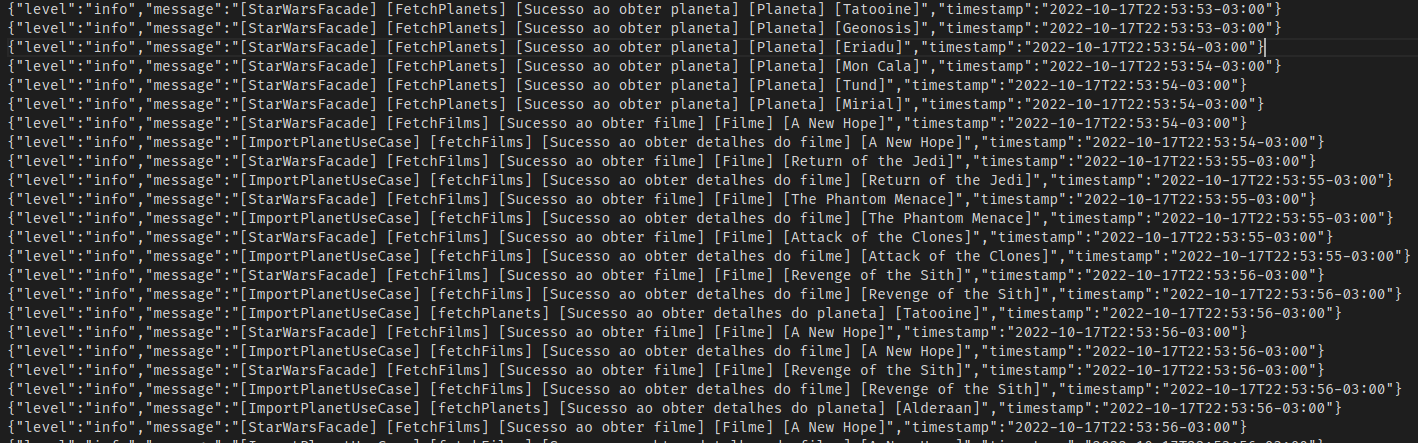 {"level":"info","message":"[StarWarsFacade] [FetchPlanets] [Sucesso ao obter planeta] [Planeta] [Tatooine]","timestamp":"2022-10-17T22:53:53-03:00"}
{"level":"info","message":"[StarWarsFacade] [FetchPlanets] [Sucesso ao obter planeta] [Planeta] [Geonosis]","timestamp":"2022-10-17T22:53:53-03:00"}
{"level":"info","message":"[StarWarsFacade] [FetchPlanets] [Sucesso ao obter planeta] [Planeta] [Eriadu]","timestamp":"2022-10-17T22:53:54-03:00"}
{"level":"info","message":"[StarWarsFacade] [FetchPlanets] [Sucesso ao obter planeta] [Planeta] [Mon Cala]","timestamp":"2022-10-17T22:53:54-03:00"}
{"level":"info","message":"[StarWarsFacade] [FetchPlanets] [Sucesso ao obter planeta] [Planeta] [Tund]","timestamp":"2022-10-17T22:53:54-03:00"}
{"level":"info","message":"[StarWarsFacade] [FetchPlanets] [Sucesso ao obter planeta] [Planeta] [Mirial]","timestamp":"2022-10-17T22:53:54-03:00"}
{"level":"info","message":"[StarWarsFacade] [FetchFilms] [Sucesso ao obter filme] [Filme] [A New Hope]","timestamp":"2022-10-17T22:53:54-03:00"}
{"level":"info","message":"[ImportPlanetUseCase] [fetchFilms] [Sucesso ao obter detalhes do filme] [A New Hope]","timestamp":"2022-10-17T22:53:54-03:00"}
{"level":"info","message":"[StarWarsFacade] [FetchFilms] [Sucesso ao obter filme] [Filme] [Return of the Jedi]","timestamp":"2022-10-17T22:53:55-03:00"}
{"level":"info","message":"[ImportPlanetUseCase] [fetchFilms] [Sucesso ao obter detalhes do filme] [Return of the Jedi]","timestamp":"2022-10-17T22:53:55-03:00"}
{"level":"info","message":"[StarWarsFacade] [FetchFilms] [Sucesso ao obter filme] [Filme] [The Phantom Menace]","timestamp":"2022-10-17T22:53:55-03:00"}
{"level":"info","message":"[ImportPlanetUseCase] [fetchFilms] [Sucesso ao obter detalhes do filme] [The Phantom Menace]","timestamp":"2022-10-17T22:53:55-03:00"}
{"level":"info","message":"[StarWarsFacade] [FetchFilms] [Sucesso ao obter filme] [Filme] [Attack of the Clones]","timestamp":"2022-10-17T22:53:55-03:00"}
{"level":"info","message":"[ImportPlanetUseCase] [fetchFilms] [Sucesso ao obter detalhes do filme] [Attack of the Clones]","timestamp":"2022-10-17T22:53:55-03:00"}
{"level":"info","message":"[StarWarsFacade] [FetchFilms] [Sucesso ao obter filme] [Filme] [Revenge of the Sith]","timestamp":"2022-10-17T22:53:56-03:00"}
{"level":"info","message":"[ImportPlanetUseCase] [fetchFilms] [Sucesso ao obter detalhes do filme] [Revenge of the Sith]","timestamp":"2022-10-17T22:53:56-03:00"}
{"level":"info","message":"[ImportPlanetUseCase] [fetchPlanets] [Sucesso ao obter detalhes do planeta] [Tatooine]","timestamp":"2022-10-17T22:53:56-03:00"}
{"level":"info","message":"[StarWarsFacade] [FetchFilms] [Sucesso ao obter filme] [Filme] [A New Hope]","timestamp":"2022-10-17T22:53:56-03:00"}
{"level":"info","message":"[ImportPlanetUseCase] [fetchFilms] [Sucesso ao obter detalhes do filme] [A New Hope]","timestamp":"2022-10-17T22:53:56-03:00"}
{"level":"info","message":"[StarWarsFacade] [FetchFilms] [Sucesso ao obter filme] [Filme] [Revenge of the Sith]","timestamp":"2022-10-17T22:53:56-03:00"}
{"level":"info","message":"[ImportPlanetUseCase] [fetchFilms] [Sucesso ao obter detalhes do filme] [Revenge of the Sith]","timestamp":"2022-10-17T22:53:56-03:00"}
{"level":"info","message":"[ImportPlanetUseCase] [fetchPlanets] [Sucesso ao obter detalhes do planeta] [Alderaan]","timestamp":"2022-10-17T22:53:56-03:00"}
{"level":"info","message":"[StarWarsFacade] [FetchFilms] [Sucesso ao obter filme] [Filme] [A New Hope]","timestamp":"2022-10-17T22:53:56-03:00"}